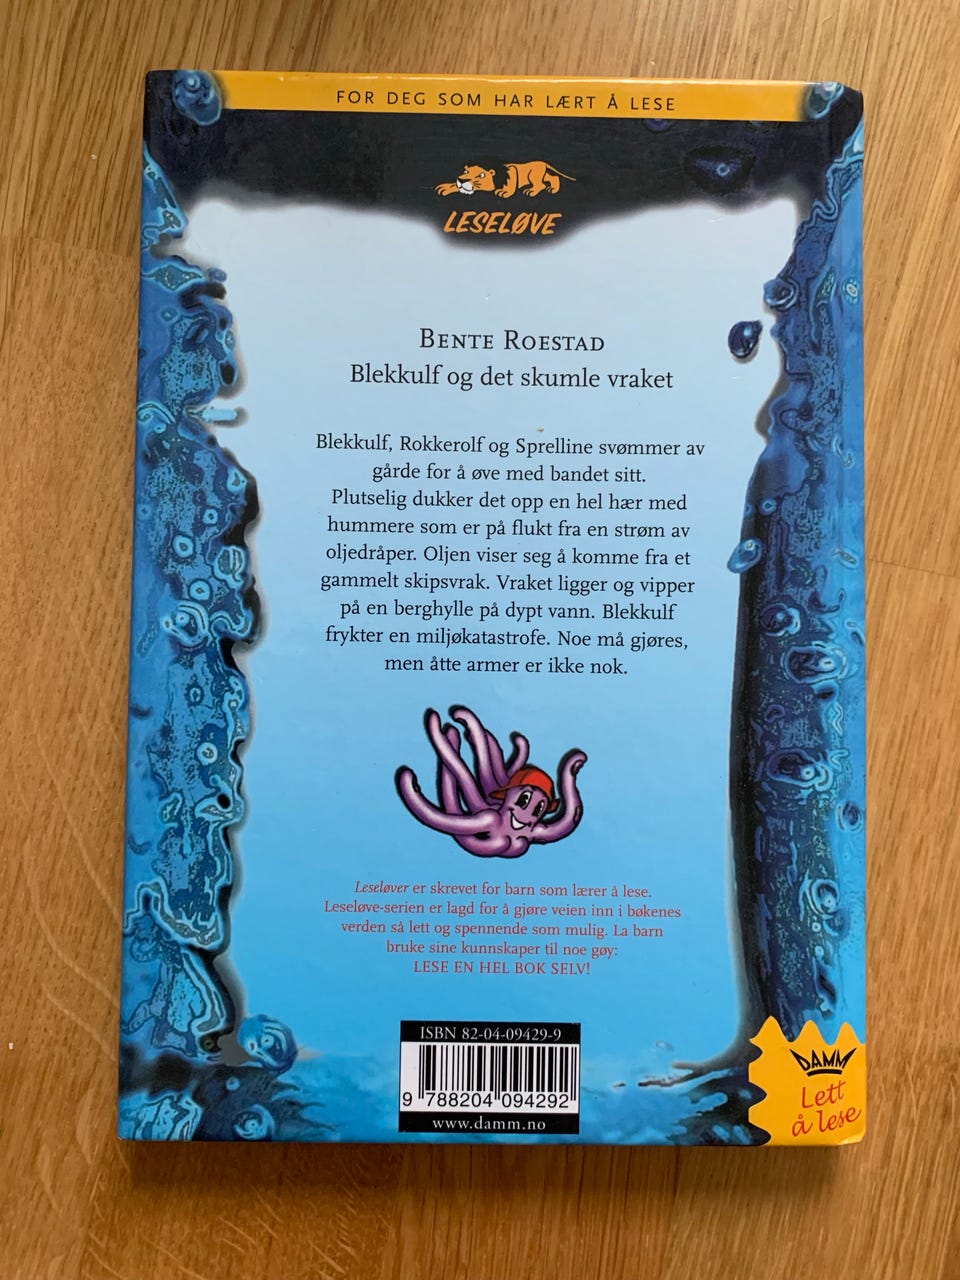 FOR DEG SOM HAR LÆRT Å LESE
LESELØVE
BENTE ROESTAD
Blekkulf og det skumle vraket
Blekkulf, Rokkerolf og Sprelline svømmer av
gårde for å øve med bandet sitt.
Plutselig dukker det opp en hel hær med
hummere som er på flukt fra en strøm av
oljedråper. Oljen viser seg å komme fra et
gammelt skipsvrak. Vraket ligger og vipper
på en berghylle på dypt vann. Blekkulf
frykter en miljøkatastrofe. Noe må gjøres,
men åtte armer er ikke nok.
Leseløver er skrevet for barn som lærer å lese.
Leseløve-serien er lagd for å gjøre veien inn i bøkenes
verden så lett og spennende som mulig. La barn
bruke sine kunnskaper til noe gøy:
LESE EN HEL BOK SELV!
ISBN 82-04-09429-9
9 788204 094292
www.damm.no
DAMM
Lett
å lese